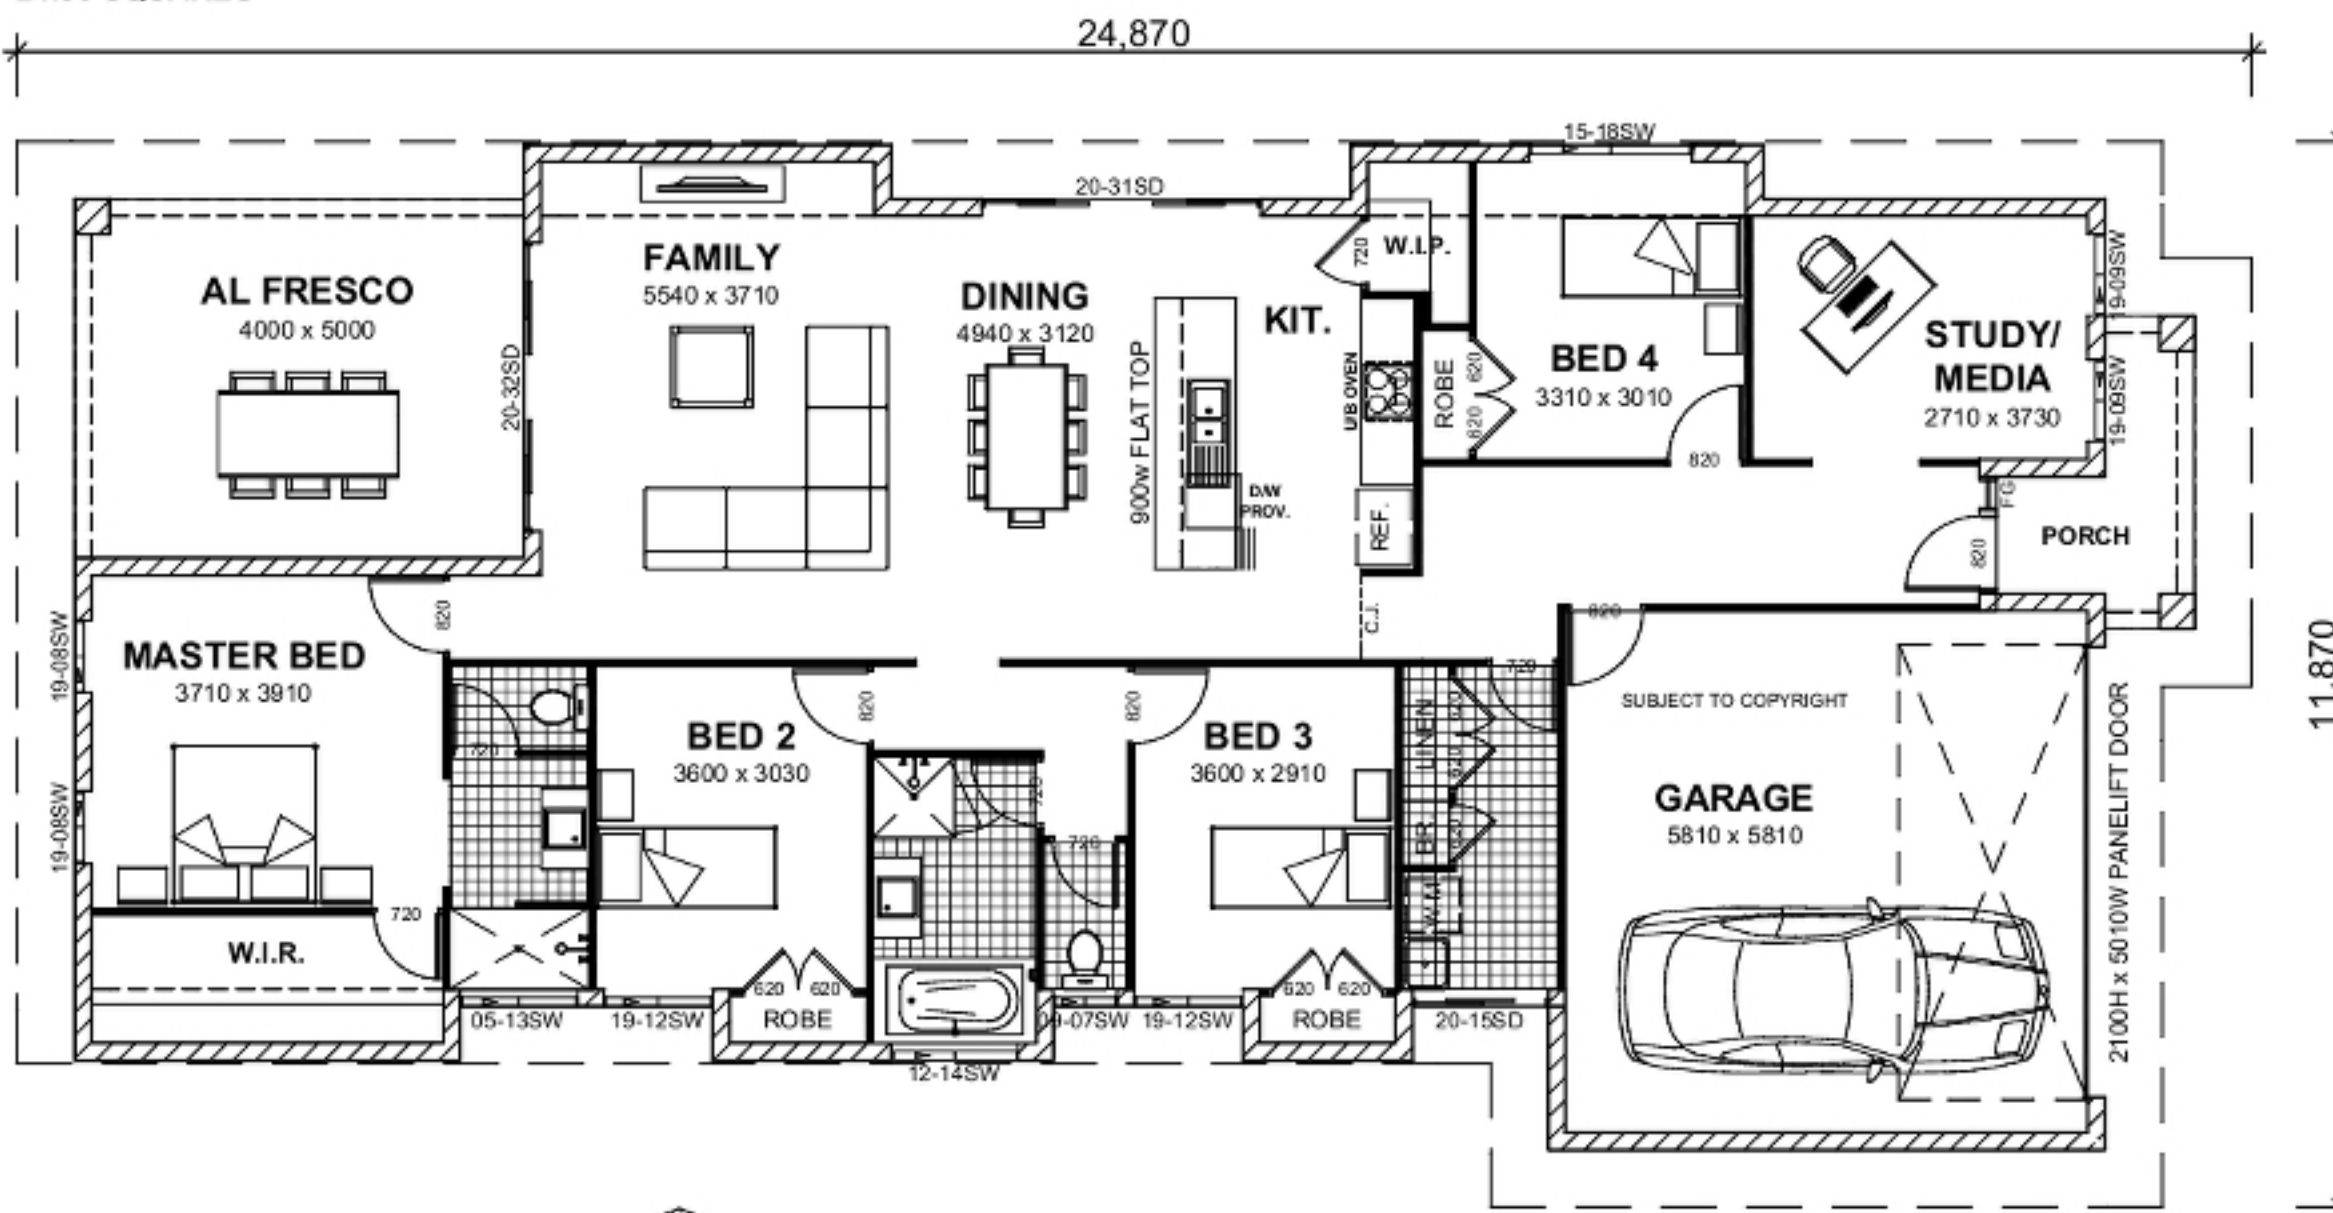 24,870
15-18SW
20-31SD
AL FRESCO
4000 x 5000
20-32SD
FAMILY
5540 x 3710
DINING
4940 x 3120
900w FLAT TOP
KIT.
720
W.I.P.
U/B OVEN
D/W
PROV.
REF.
ROBE
620
620
BED 4
3310 x 3010
820
STUDY/
MEDIA
2710 x 3730
19-09SW
19-09SW
FG
820
PORCH
C.J.
820
11,870
19-08SW
19-08SW
MASTER BED
3710 x 3910
820
720
W.I.R.
720
05-13SW
BED 2
3600 x 3030
820
19-12SW
620 620
ROBE
720
720
12-14SW
09-07SW
820
BED 3
3600 x 2910
19-12SW
620 620
ROBE
720
LINEN
620
620
BR.
620
W.M.
20-15SD
SUBJECT TO COPYRIGHT
GARAGE
5810 x 5810
2100H x 5010W PANELIFT DOOR